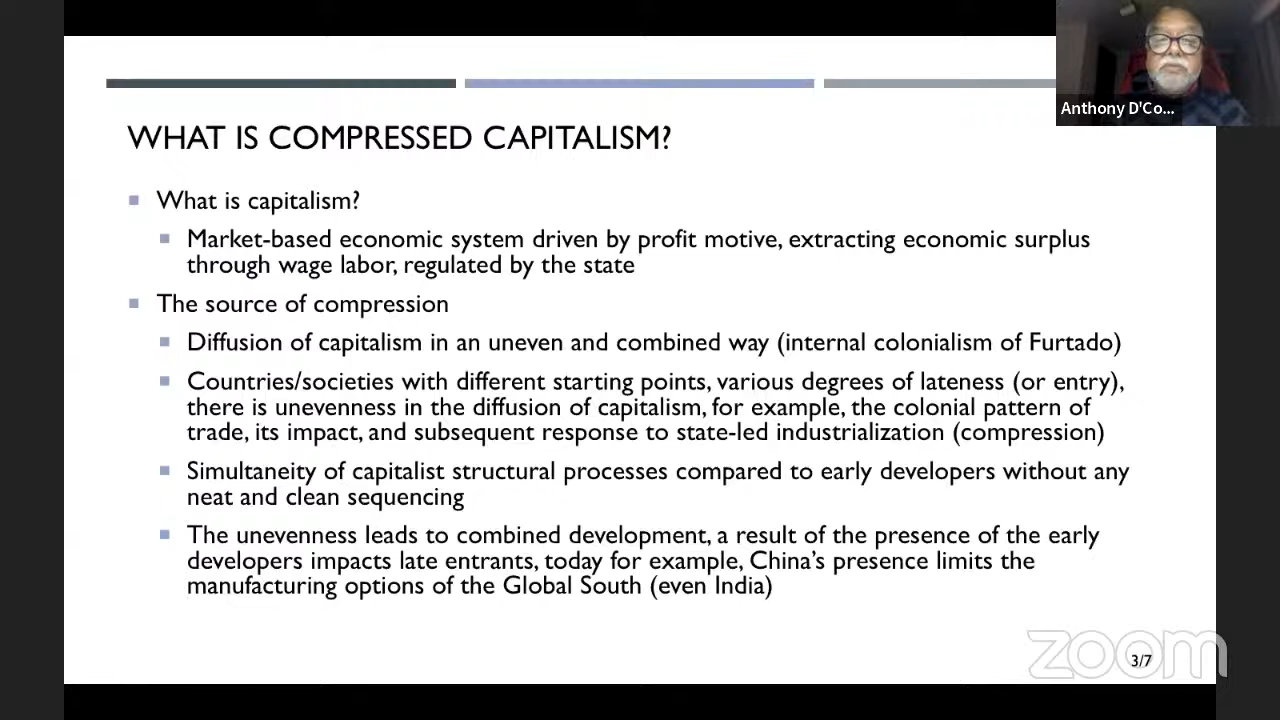 Anthony D'Co...
WHAT IS COMPRESSED CAPITALISM?
What is capitalism?
Market-based economic system driven by profit motive, extracting economic surplus
through wage labor, regulated by the state
The source of compression
Diffusion of capitalism in an uneven and combined way (internal colonialism of Furtado)
Countries/societies with different starting points, various degrees of lateness (or entry),
there is unevenness in the diffusion of capitalism, for example, the colonial pattern of
trade, its impact, and subsequent response to state-led industrialization (compression)
Simultaneity of capitalist structural processes compared to early developers without any
neat and clean sequencing
The unevenness leads to combined development, a result of the presence of the early
developers impacts late entrants, today for example, China's presence limits the
manufacturing options of the Global South (even India)
zoom
3/7